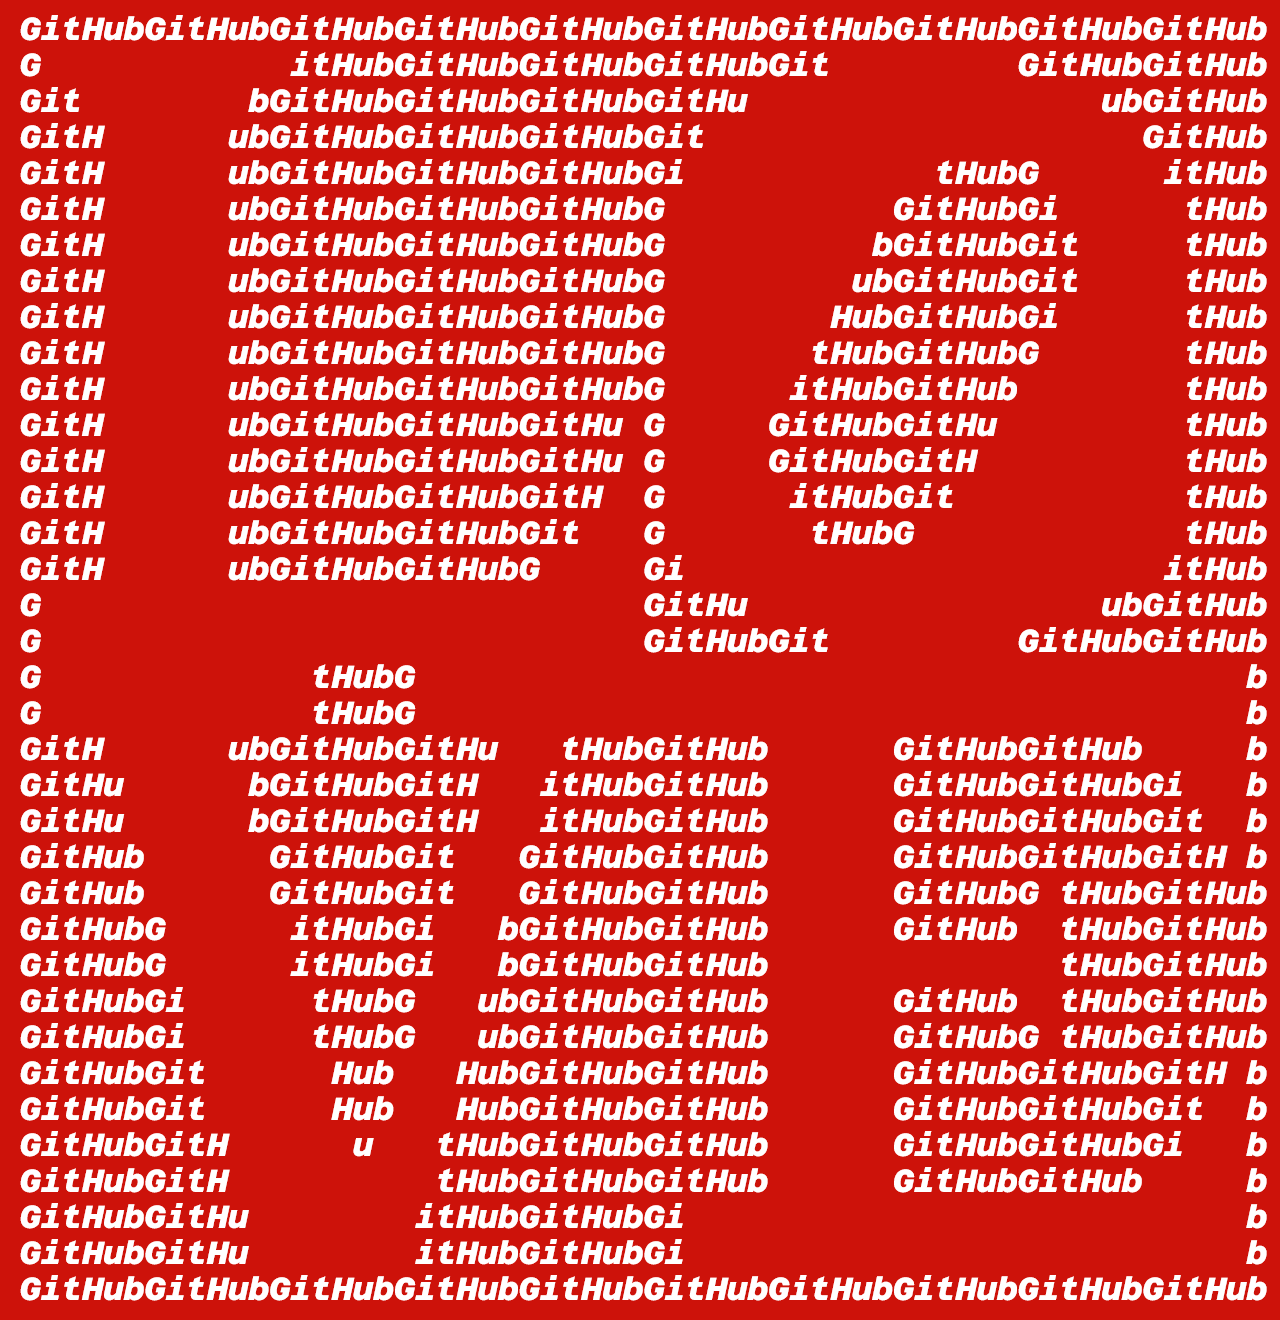 GitHubGitHubGitHubGitHubGitHubGitHubGitHubGitHubGitHubGitHub
G itHubGitHubGitHubGitHubGit GitHubGitHub
Git bGitHubGitHubGitHubGitHu ubGitHub
GitH ubGitHubGitHubGitHubGit GitHub
GitH ubGitHubGitHubGitHubGi tHubG itHub
GitH ubGitHubGitHubGitHubG GitHubGi tHub
GitH ubGitHubGitHubGitHubG bGitHubGit tHub
GitH ubGitHubGitHubGitHubG ubGitHubGit tHub
GitH ubGitHubGitHubGitHubG HubGitHubGi tHub
GitH ubGitHubGitHubGitHubG tHubGitHubG tHub
GitH ubGitHubGitHubGitHubG itHubGitHub tHub
GitH ubGitHubGitHubGitHu G GitHubGitHu tHub
GitH ubGitHubGitHubGitHu G GitHubGitH tHub
GitH ubGitHubGitHubGitH G itHubGit tHub
GitH ubGitHubGitHubGit G tHubG tHub
GitH ubGitHubGitHubG Gi itHub
G GitHu ubGitHub
G GitHubGit GitHubGitHub
G tHubG b
G tHubG b
GitH ubGitHubGitHu tHubGitHub GitHubGitHub b
GitHu bGitHubGitH itHubGitHub GitHubGitHubGi b
GitHu bGitHubGitH itHubGitHub GitHubGitHubGit b
GitHub GitHubGit GitHubGitHub GitHubGitHubGitH b
GitHub GitHubGit GitHubGitHub GitHubG tHubGitHub
GitHubG itHubGi bGitHubGitHub GitHub tHubGitHub
GitHubG itHubGi bGitHubGitHub tHubGitHub
GitHubGi tHubG ubGitHubGitHub GitHub tHubGitHub
GitHubGi tHubG ubGitHubGitHub GitHubG tHubGitHub
GitHubGit Hub HubGitHubGitHub GitHubGitHubGitH b
GitHubGit Hub HubGitHubGitHub GitHubGitHubGit b
GitHubGitH u tHubGitHubGitHub GitHubGitHubGi b
GitHubGitH tHubGitHubGitHub GitHubGitHub b
GitHubGitHu itHubGitHubGi b
GitHubGitHu itHubGitHubGi b
GitHubGitHubGitHubGitHubGitHubGitHubGitHubGitHubGitHubGitHub